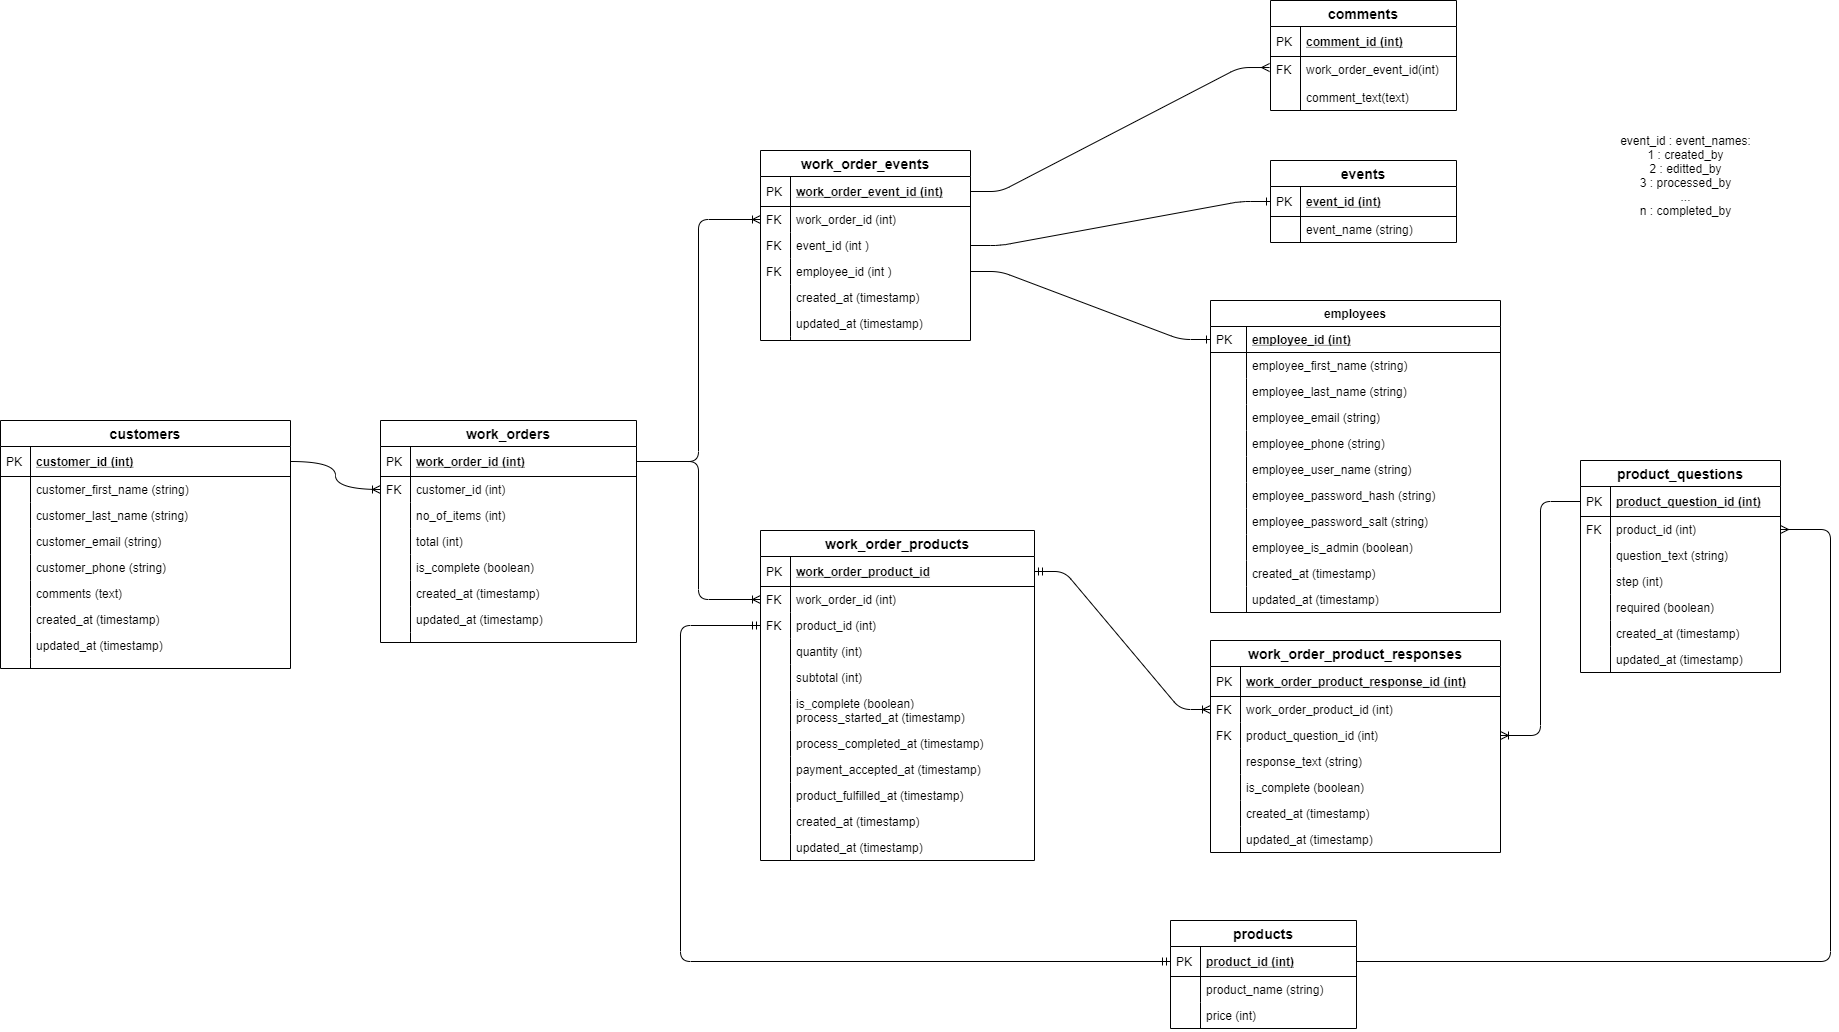 comments
PK comment_id (int)
FK work_order_event_id(int)
comment_text(text)
event_id : event_names:
1 : created_by
2 : editted_by
3 : processed_by
...
n : completed_by
work_order_events
PK work_order_event_id (int)
FK work_order_id (int)
FK event_id (int )
FK employee_id (int )
created_at (timestamp)
updated_at (timestamp)
events
PK event_id (int)
event_name (string)
employees
PK employee_id (int)
employee_first_name (string)
employee_last_name (string)
employee_email (string)
employee_phone (string)
employee_user_name (string)
employee_password_hash (string)
employee_password_salt (string)
employee_is_admin (boolean)
created_at (timestamp)
updated_at (timestamp)
customers
PK customer_id (int)
customer_first_name (string)
customer_last_name (string)
customer_email (string)
customer_phone (string)
comments (text)
created_at (timestamp)
updated_at (timestamp)
work_orders
PK work_order_id (int)
FK customer_id (int)
no_of_items (int)
total (int)
is_complete (boolean)
created_at (timestamp)
updated_at (timestamp)
product_questions
PK product_question_id (int)
FK product_id (int)
question_text (string)
step (int)
required (boolean)
created_at (timestamp)
updated_at (timestamp)
work_order_products
PK work_order_product_id
FK work_order_id (int)
FK product_id (int)
quantity (int)
subtotal (int)
is_complete (boolean)
process_started_at (timestamp)
process_completed_at (timestamp)
payment_accepted_at (timestamp)
product_fulfilled_at (timestamp)
created_at (timestamp)
updated_at (timestamp)
work_order_product_responses
PK work_order_product_response_id (int)
FK work_order_product_id (int)
FK product_question_id (int)
response_text (string)
is_complete (boolean)
created_at (timestamp)
updated_at (timestamp)
products
PK product_id (int)
product_name (string)
price (int)